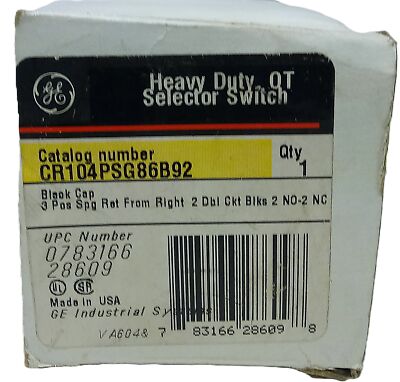 GE
Heavy Duty, OT
Selector Switch
Catalog number
CR104PSG86B92
Qty
1
Black Cap
3 Pos Spg Ret From Right 2 Dbl Ckt Blks 2 NO-2 NC
UPC Number
0783166
28609
UL SA
Made in USA
GE Industrial Systems
VA604&
7 83166 28609 8